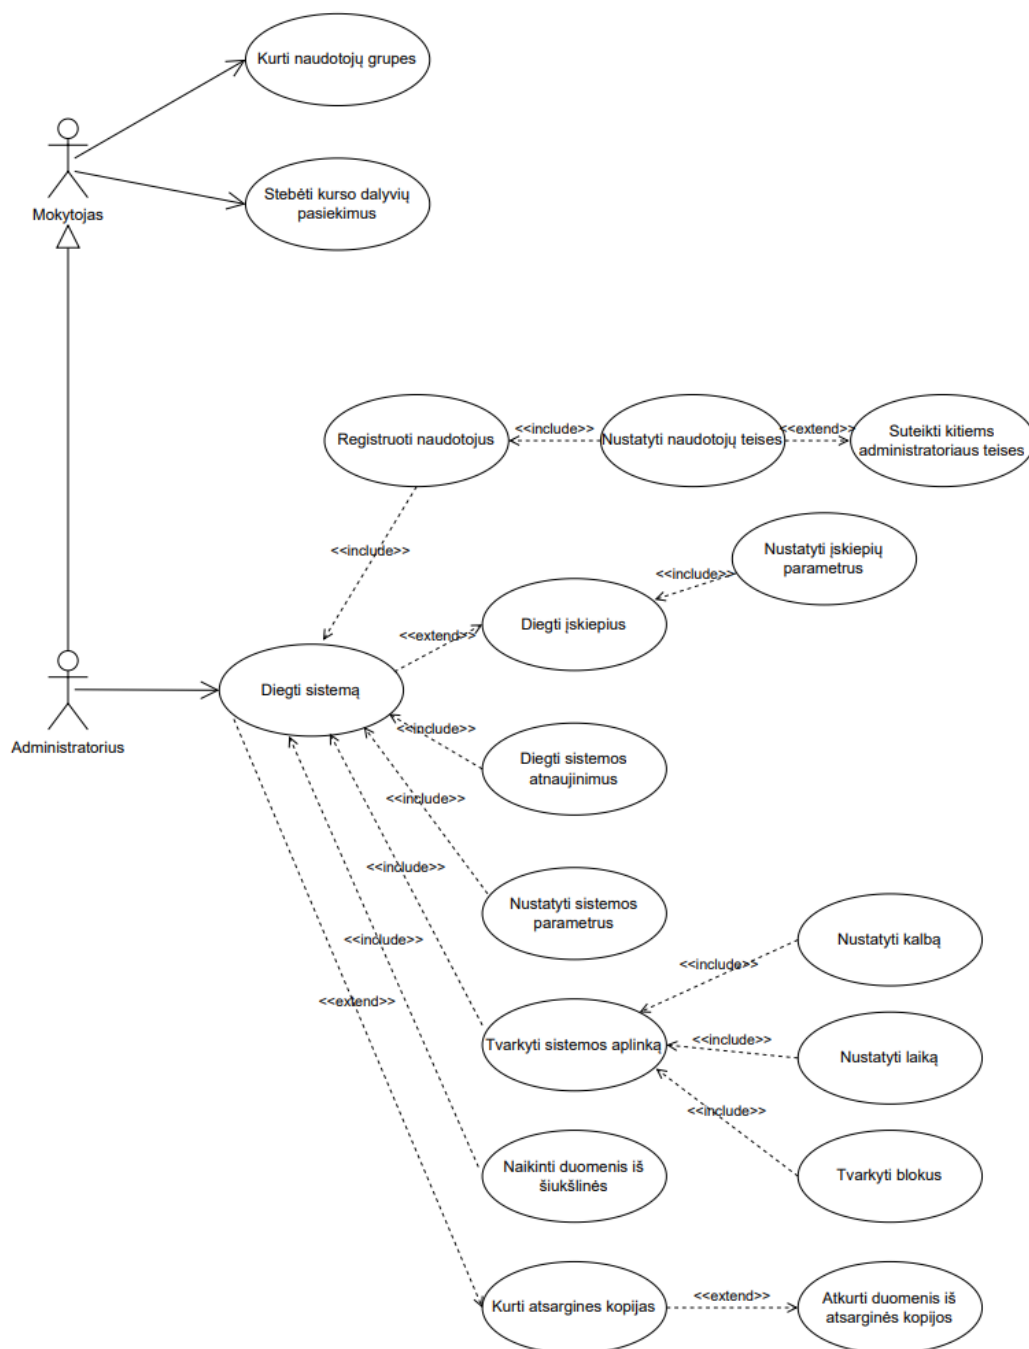 Kurti naudotojų grupes
Mokytojas
Stebėti kurso dalyvių
pasiekimus
Registruoti naudotojus
<<include>>
Nustatyti naudotojų teises
<<extend>>
Suteikti kitiems
administratoriaus teises
<<include>>
Nustatyti įskiepių
parametrus
<<include>>
Diegti įskiepius
<<extend>>
Diegti sistemą
Administratorius
<<include>>
Diegti sistemos
atnaujinimus
<<include>>
<<include>>
Nustatyti sistemos
parametrus
<<include>>
<<extend>>
Nustatyti kalbą
<<include>>
Tvarkyti sistemos aplinką
<<include>>
Nustatyti laiką
<<include>>
Naikinti duomenis iš
šiukšlinės
Tvarkyti blokus
Kurti atsargines kopijas
<<extend>>
Atkurti duomenis iš
atsarginės kopijos